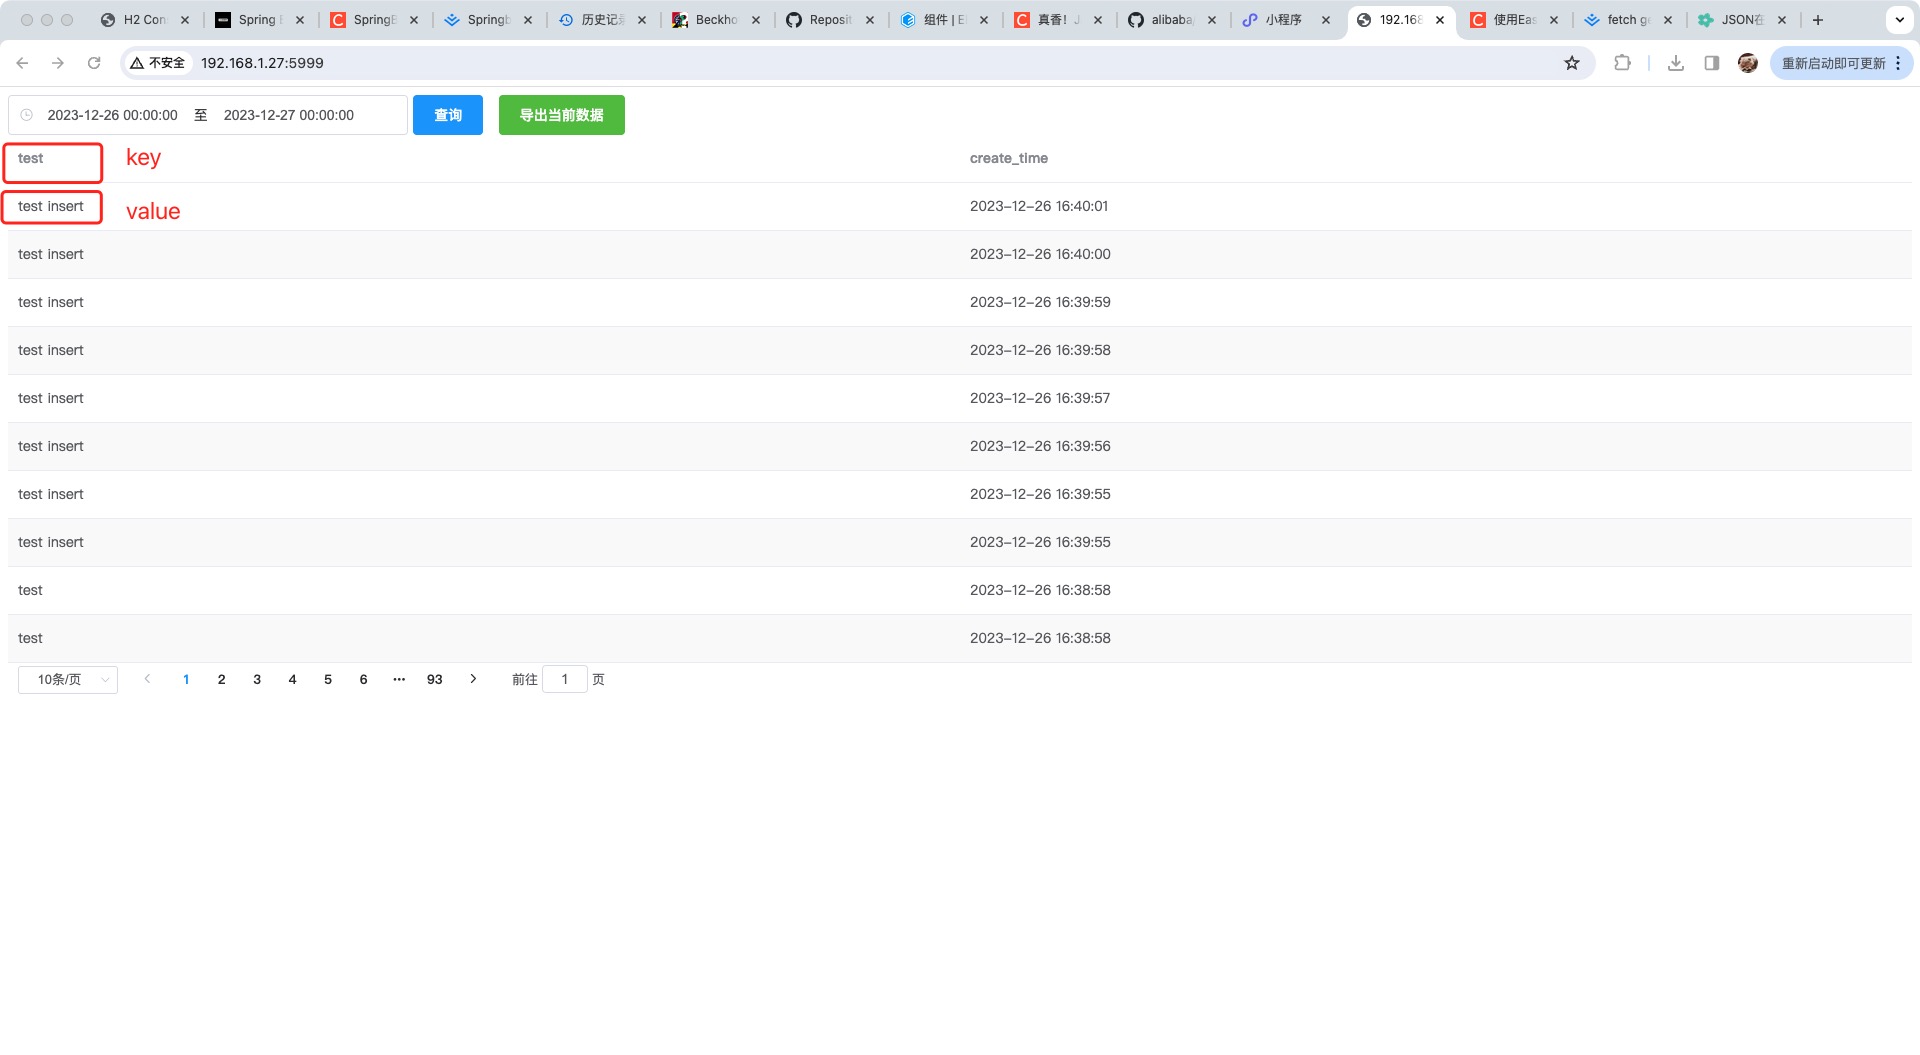 H2 Con
Spring
SpringB
Springb
历史记录
Beckho
Reposit
组件 | El
真香！J
alibaba/
小程序
192.168
使用Eas
fetch ge
JSON在
不安全
192.168.1.27:5999
重新启动即可更新
2023-12-26 00:00:00 至 2023-12-27 00:00:00
查询
导出当前数据
test
key
create_time
test insert
value
2023-12-26 16:40:01
test insert 2023-12-26 16:40:00
test insert 2023-12-26 16:39:59
test insert 2023-12-26 16:39:58
test insert 2023-12-26 16:39:57
test insert 2023-12-26 16:39:56
test insert 2023-12-26 16:39:55
test insert 2023-12-26 16:39:55
test 2023-12-26 16:38:58
test 2023-12-26 16:38:58
10条/页 1 2 3 4 5 6 ••• 93 前往 1 页